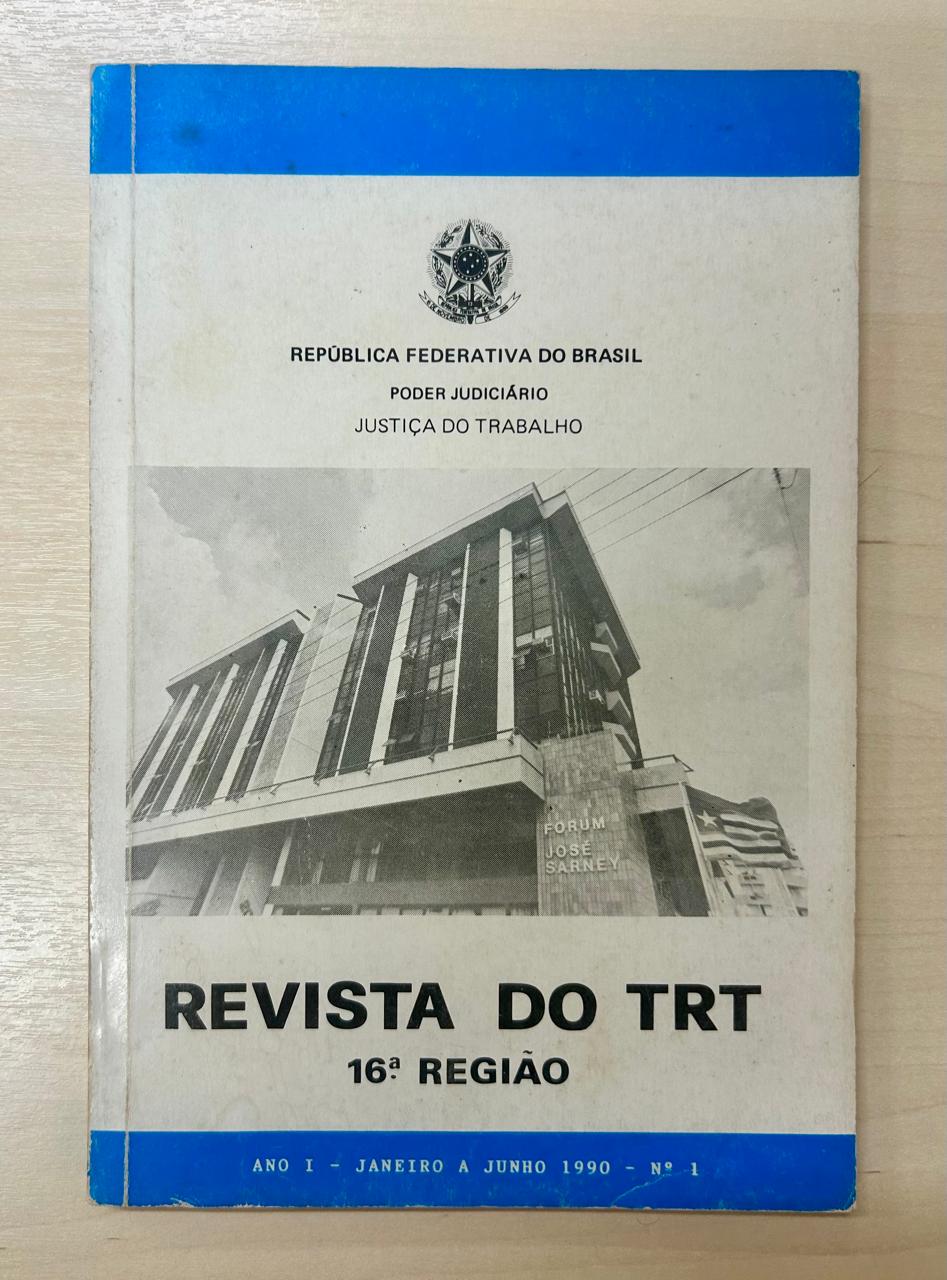 REPÚBLICA FEDERATIVA DO BRASIL
PODER JUDICIÁRIO
JUSTIÇA DO TRABALHO
FÓRUM
JOSÉ
SARNEY
REVISTA DO TRT
16ª REGIÃO
ANO I - JANEIRO A JUNHO 1990 - Nº 1